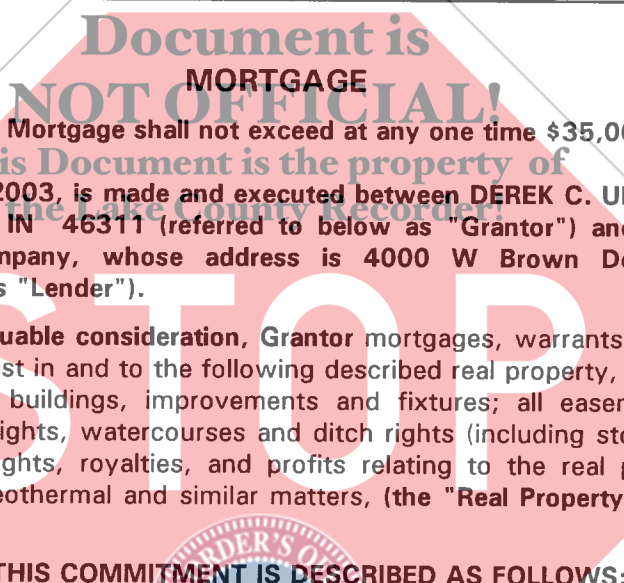 Document is
MORTGAGE
NOT OFFICIAL!
Mortgage shall not exceed at any one time $35,00
is Document is the property of
2003, is made and executed between DEREK C. U
the Lake County Recorder!
IN 46311 (referred to below as "Grantor") and
mpany, whose address is 4000 W Brown De
s "Lender").
STOP
uable consideration, Grantor mortgages, warrants
st in and to the following described real property,
buildings, improvements and fixtures; all easem
ights, watercourses and ditch rights (including sto
ghts, royalties, and profits relating to the real p
eothermal and similar matters, (the "Real Property
RDER'S O
THIS COMMITMENT IS DESCRIBED AS FOLLOWS: